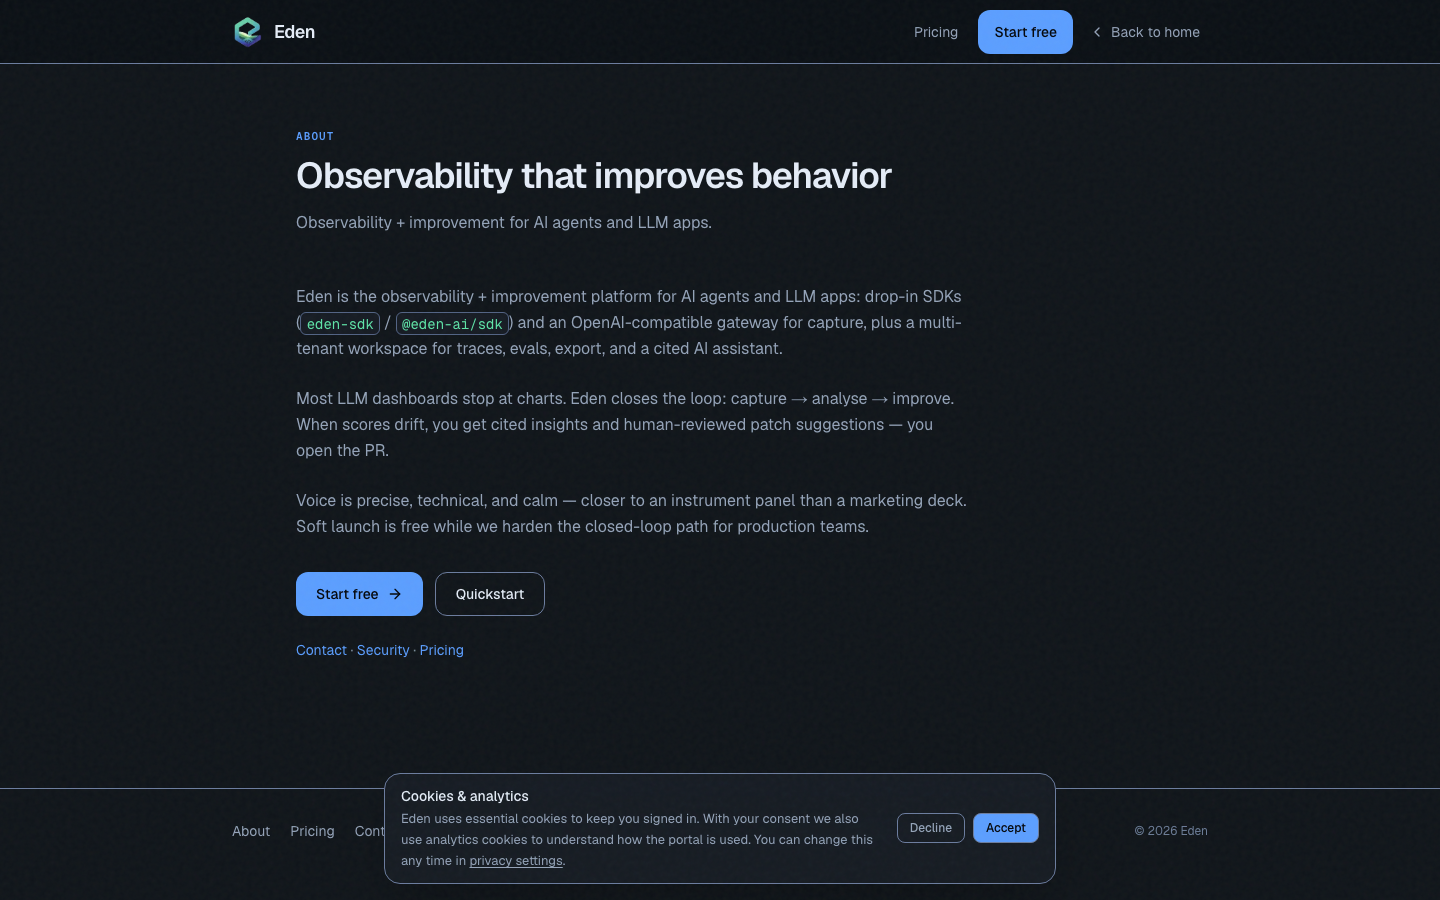 Eden
Pricing
Start free
Back to home
ABOUT
Observability that improves behavior
Observability + improvement for AI agents and LLM apps.
Eden is the observability + improvement platform for AI agents and LLM apps: drop-in SDKs
(eden-sdk / @eden-ai/sdk) and an OpenAI-compatible gateway for capture, plus a multi-
tenant workspace for traces, evals, export, and a cited AI assistant.
Most LLM dashboards stop at charts. Eden closes the loop: capture → analyse → improve.
When scores drift, you get cited insights and human-reviewed patch suggestions — you
open the PR.
Voice is precise, technical, and calm — closer to an instrument panel than a marketing deck.
Soft launch is free while we harden the closed-loop path for production teams.
Start free →
Quickstart
Contact · Security · Pricing
Cookies & analytics
Eden uses essential cookies to keep you signed in. With your consent we also
use analytics cookies to understand how the portal is used. You can change this
any time in privacy settings.
Decline
Accept
About
Pricing
Cont
© 2026 Eden